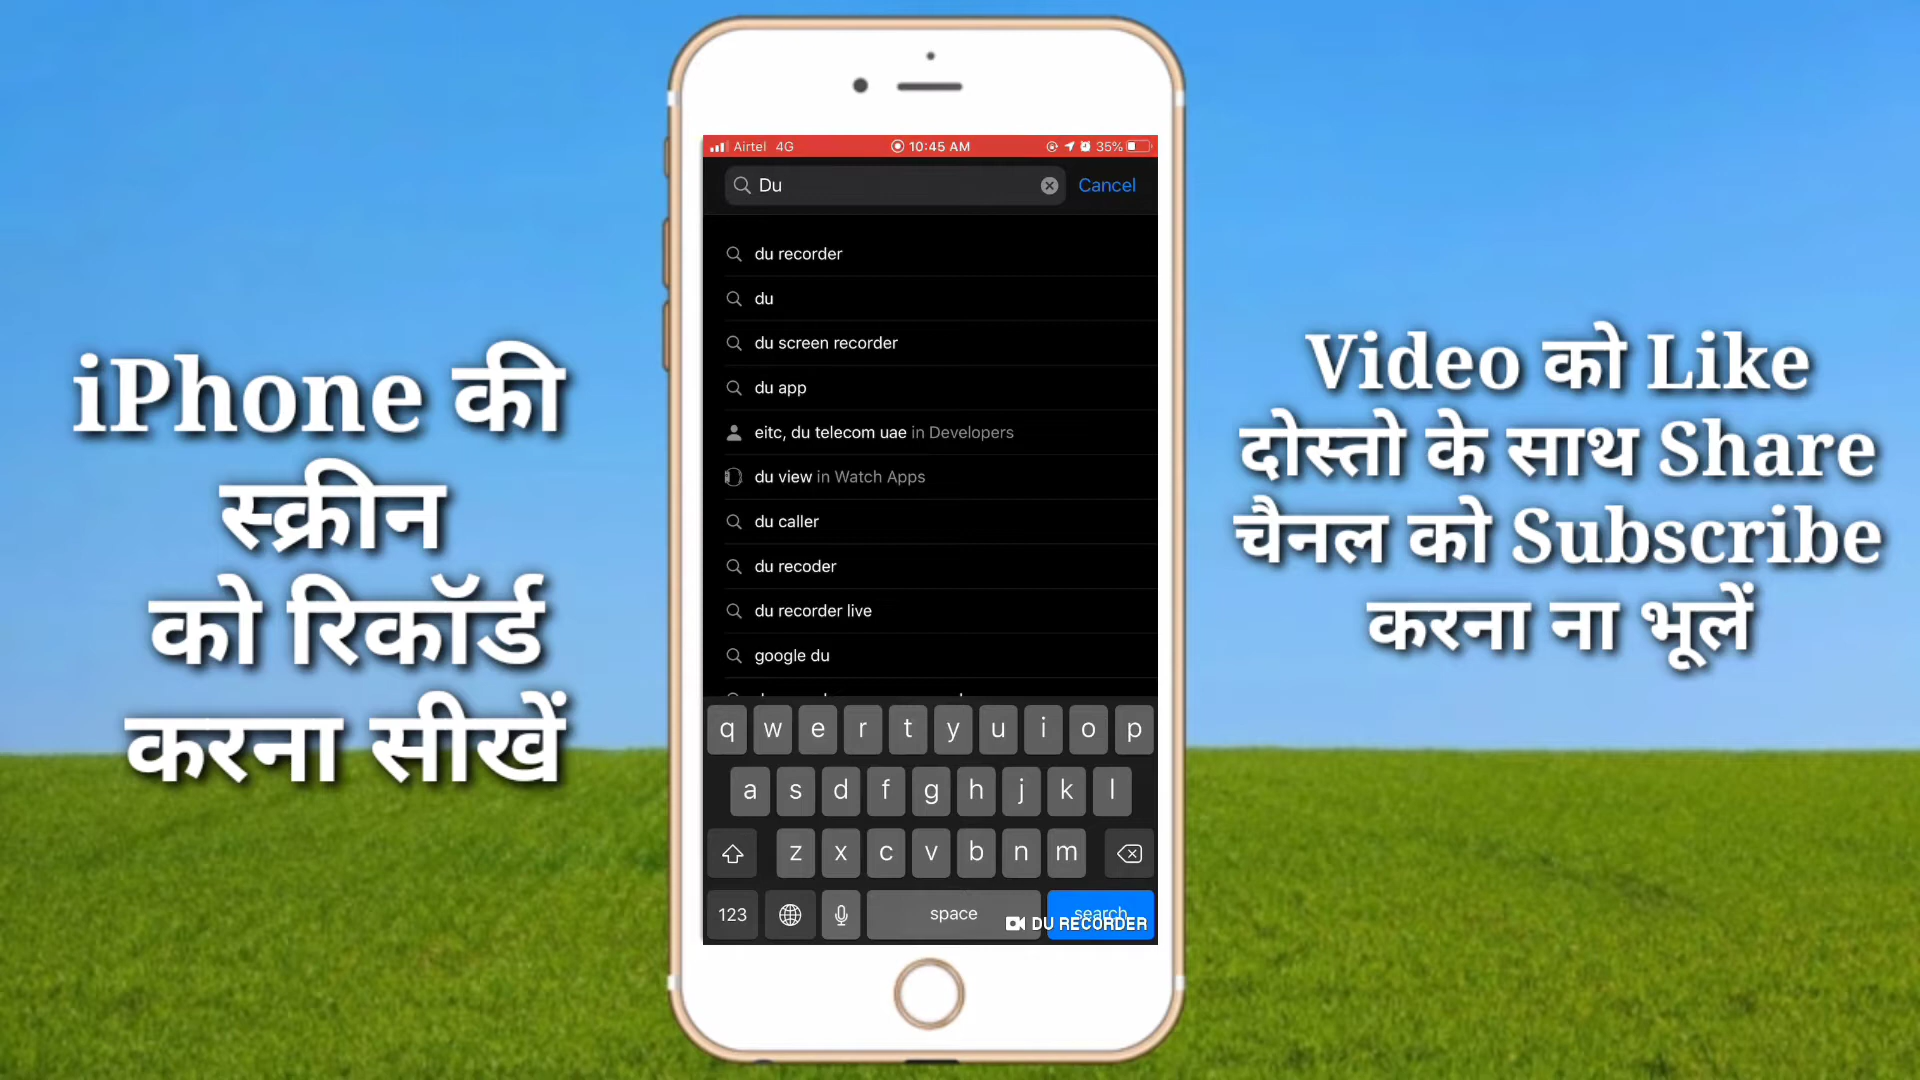 iPhone की
स्क्रीन
को रिकॉर्ड
करना सीखें
Airtel 4G 10:45 AM 35%
Du Cancel
du recorder
du
du screen recorder
du app
eitc, du telecom uae in Developers
du view in Watch Apps
du caller
du recoder
du recorder live
google du
q w e r t y u i o p
a s d f g h j k l
z x c v b n m
123 space search
DU RECORDER
Video को Like
दोस्तो के साथ Share
चैनल को Subscribe
करना ना भूलें